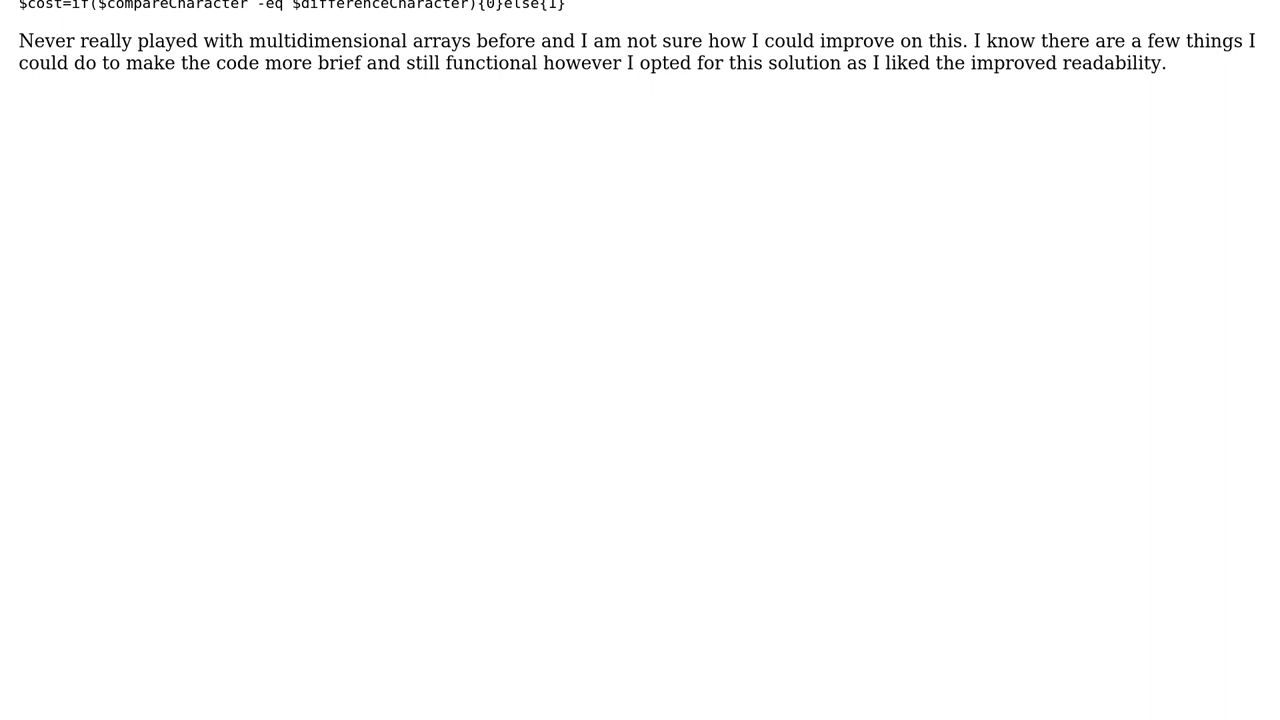 $cost=if($compareCharacter -eq $differenceCharacter){0}else{1}
Never really played with multidimensional arrays before and I am not sure how I could improve on this. I know there are a few things I
could do to make the code more brief and still functional however I opted for this solution as I liked the improved readability.